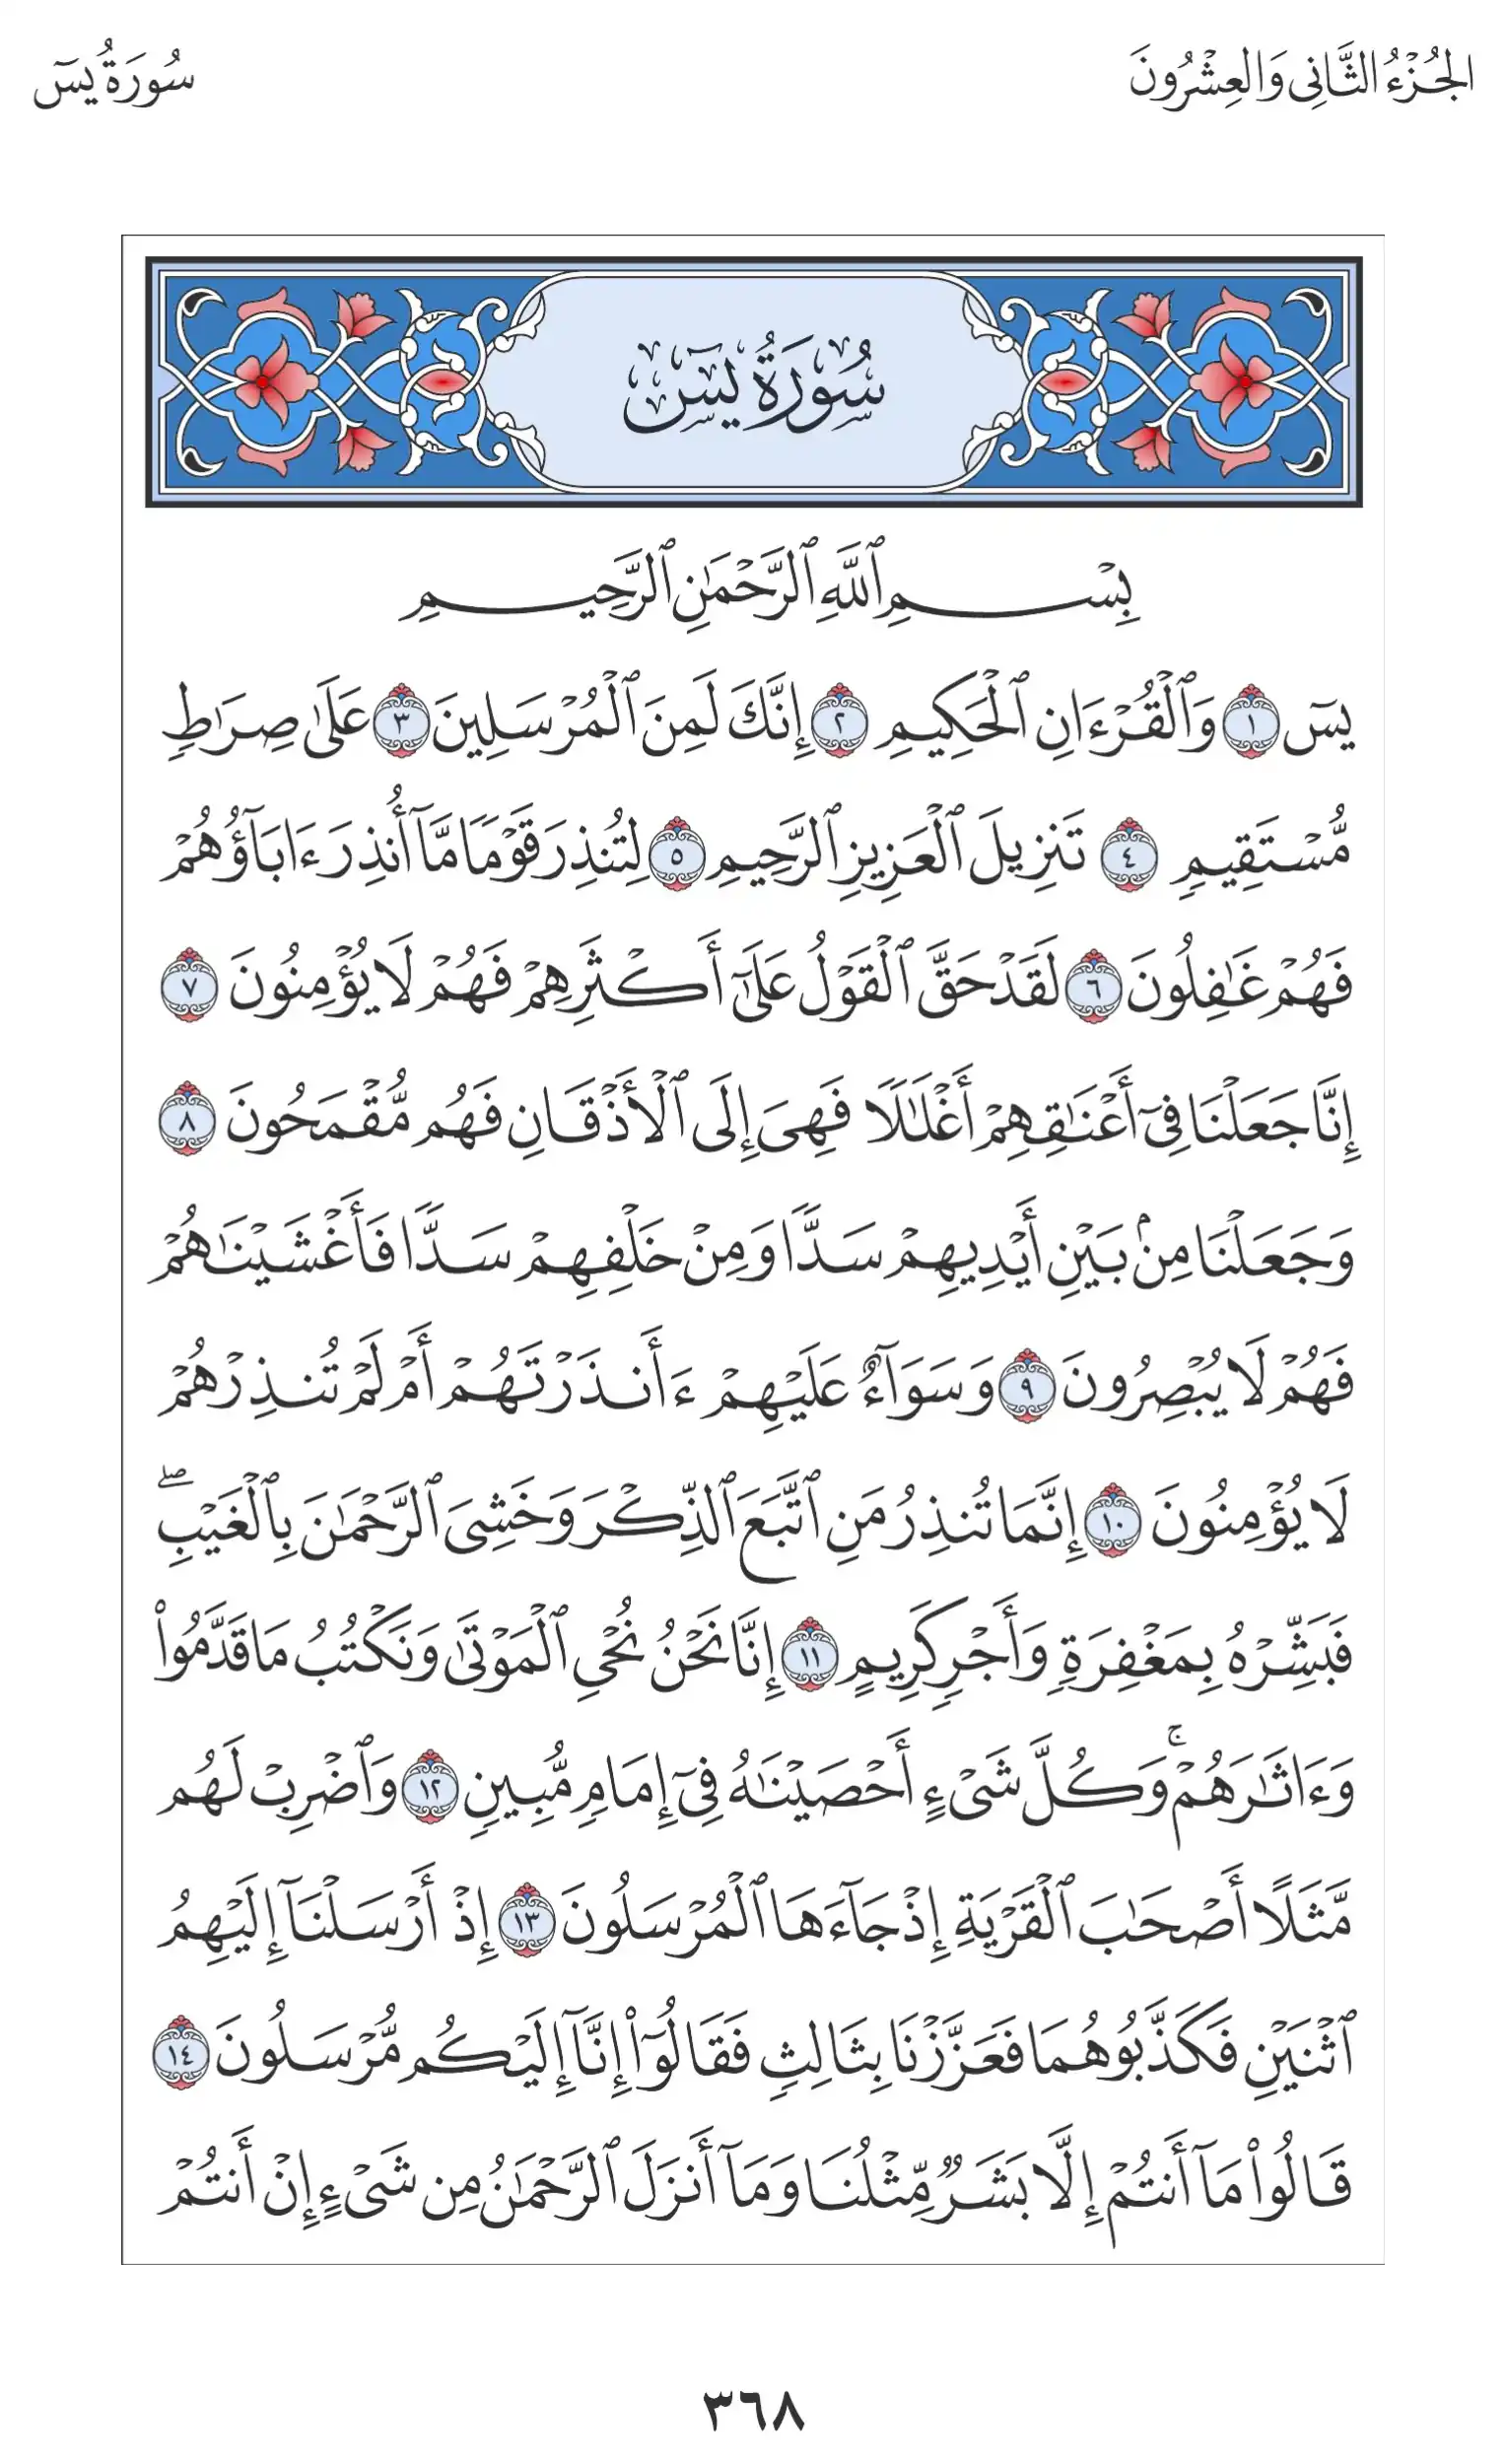 الجُزْءُ الثَّانِى وَالعِشْرُونَ
سُورَةُ يسٓ
سُورَةُ يسٓ
بِسْمِ ٱللَّهِ ٱلرَّحْمَٰنِ ٱلرَّحِيمِ
يسٓ ١ وَٱلْقُرْءَانِ ٱلْحَكِيمِ ٢ إِنَّكَ لَمِنَ ٱلْمُرْسَلِينَ ٣ عَلَىٰ صِرَٰطٍ
مُّسْتَقِيمٍ ٤ تَنزِيلَ ٱلْعَزِيزِ ٱلرَّحِيمِ ٥ لِتُنذِرَ قَوْمًا مَّآ أُنذِرَ ءَابَآؤُهُمْ
فَهُمْ غَٰفِلُونَ ٦ لَقَدْ حَقَّ ٱلْقَوْلُ عَلَىٰٓ أَكْثَرِهِمْ فَهُمْ لَا يُؤْمِنُونَ ٧
إِنَّا جَعَلْنَا فِىٓ أَعْنَٰقِهِمْ أَغْلَٰلًا فَهِىَ إِلَى ٱلْأَذْقَانِ فَهُم مُّقْمَحُونَ ٨
وَجَعَلْنَا مِنۢ بَيْنِ أَيْدِيهِمْ سَدًّا وَمِنْ خَلْفِهِمْ سَدًّا فَأَغْشَيْنَٰهُمْ
فَهُمْ لَا يُبْصِرُونَ ٩ وَسَوَآءٌ عَلَيْهِمْ ءَأَنذَرْتَهُمْ أَمْ لَمْ تُنذِرْهُمْ
لَا يُؤْمِنُونَ ١٠ إِنَّمَا تُنذِرُ مَنِ ٱتَّبَعَ ٱلذِّكْرَ وَخَشِىَ ٱلرَّحْمَٰنَ بِٱلْغَيْبِ ۖ
فَبَشِّرْهُ بِمَغْفِرَةٍ وَأَجْرٍ كَرِيمٍ ١١ إِنَّا نَحْنُ نُحْىِ ٱلْمَوْتَىٰ وَنَكْتُبُ مَا قَدَّمُوا۟
وَءَاثَٰرَهُمْ ۚ وَكُلَّ شَىْءٍ أَحْصَيْنَٰهُ فِىٓ إِمَامٍ مُّبِينٍ ١٢ وَٱضْرِبْ لَهُم
مَّثَلًا أَصْحَٰبَ ٱلْقَرْيَةِ إِذْ جَآءَهَا ٱلْمُرْسَلُونَ ١٣ إِذْ أَرْسَلْنَآ إِلَيْهِمُ
ٱثْنَيْنِ فَكَذَّبُوهُمَا فَعَزَّزْنَا بِثَالِثٍ فَقَالُوٓا۟ إِنَّآ إِلَيْكُم مُّرْسَلُونَ ١٤
قَالُوا۟ مَآ أَنتُمْ إِلَّا بَشَرٌ مِّثْلُنَا وَمَآ أَنزَلَ ٱلرَّحْمَٰنُ مِن شَىْءٍ إِنْ أَنتُمْ
٣٦٨